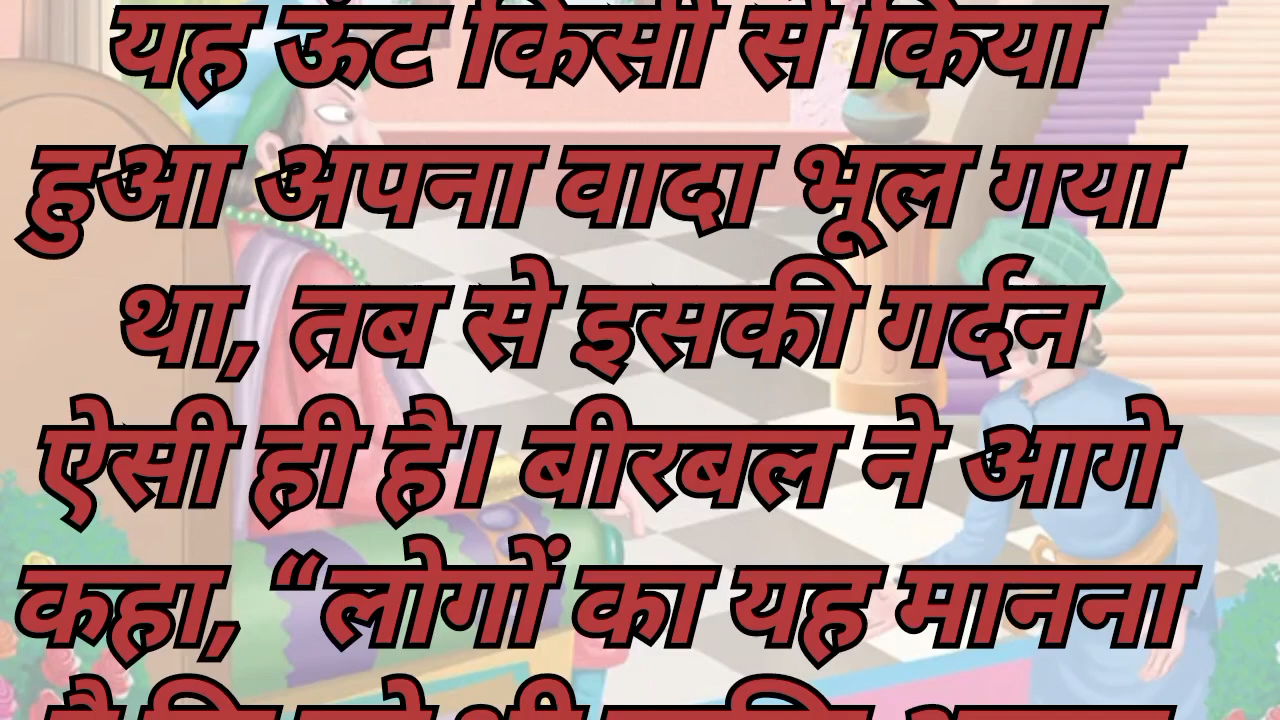 यह ऊँट किसी से किया
हुआ अपना वादा भूल गया
था, तब से इसकी गर्दन
ऐसी ही है। बीरबल ने आगे
कहा, “लोगों का यह मानना